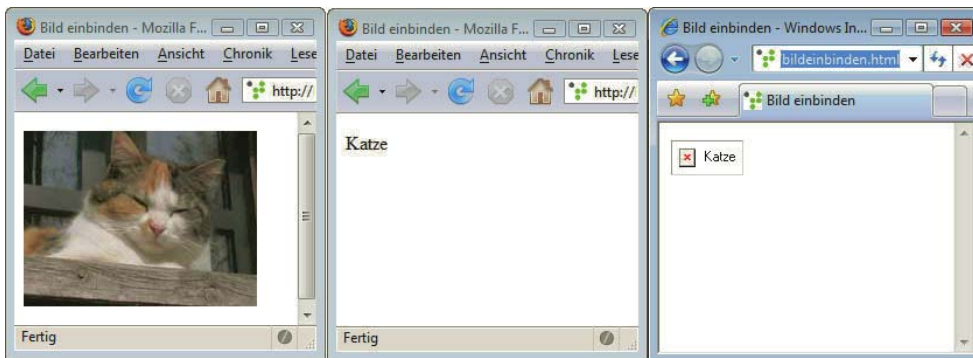 Bild einbinden - Mozilla F...
Datei Bearbeiten Ansicht Chronik Lese
http://
Fertig
Bild einbinden - Mozilla F...
Datei Bearbeiten Ansicht Chronik Lese
http://
Katze
Fertig
Bild einbinden - Windows In...
bildeinbinden.html
Bild einbinden
Katze